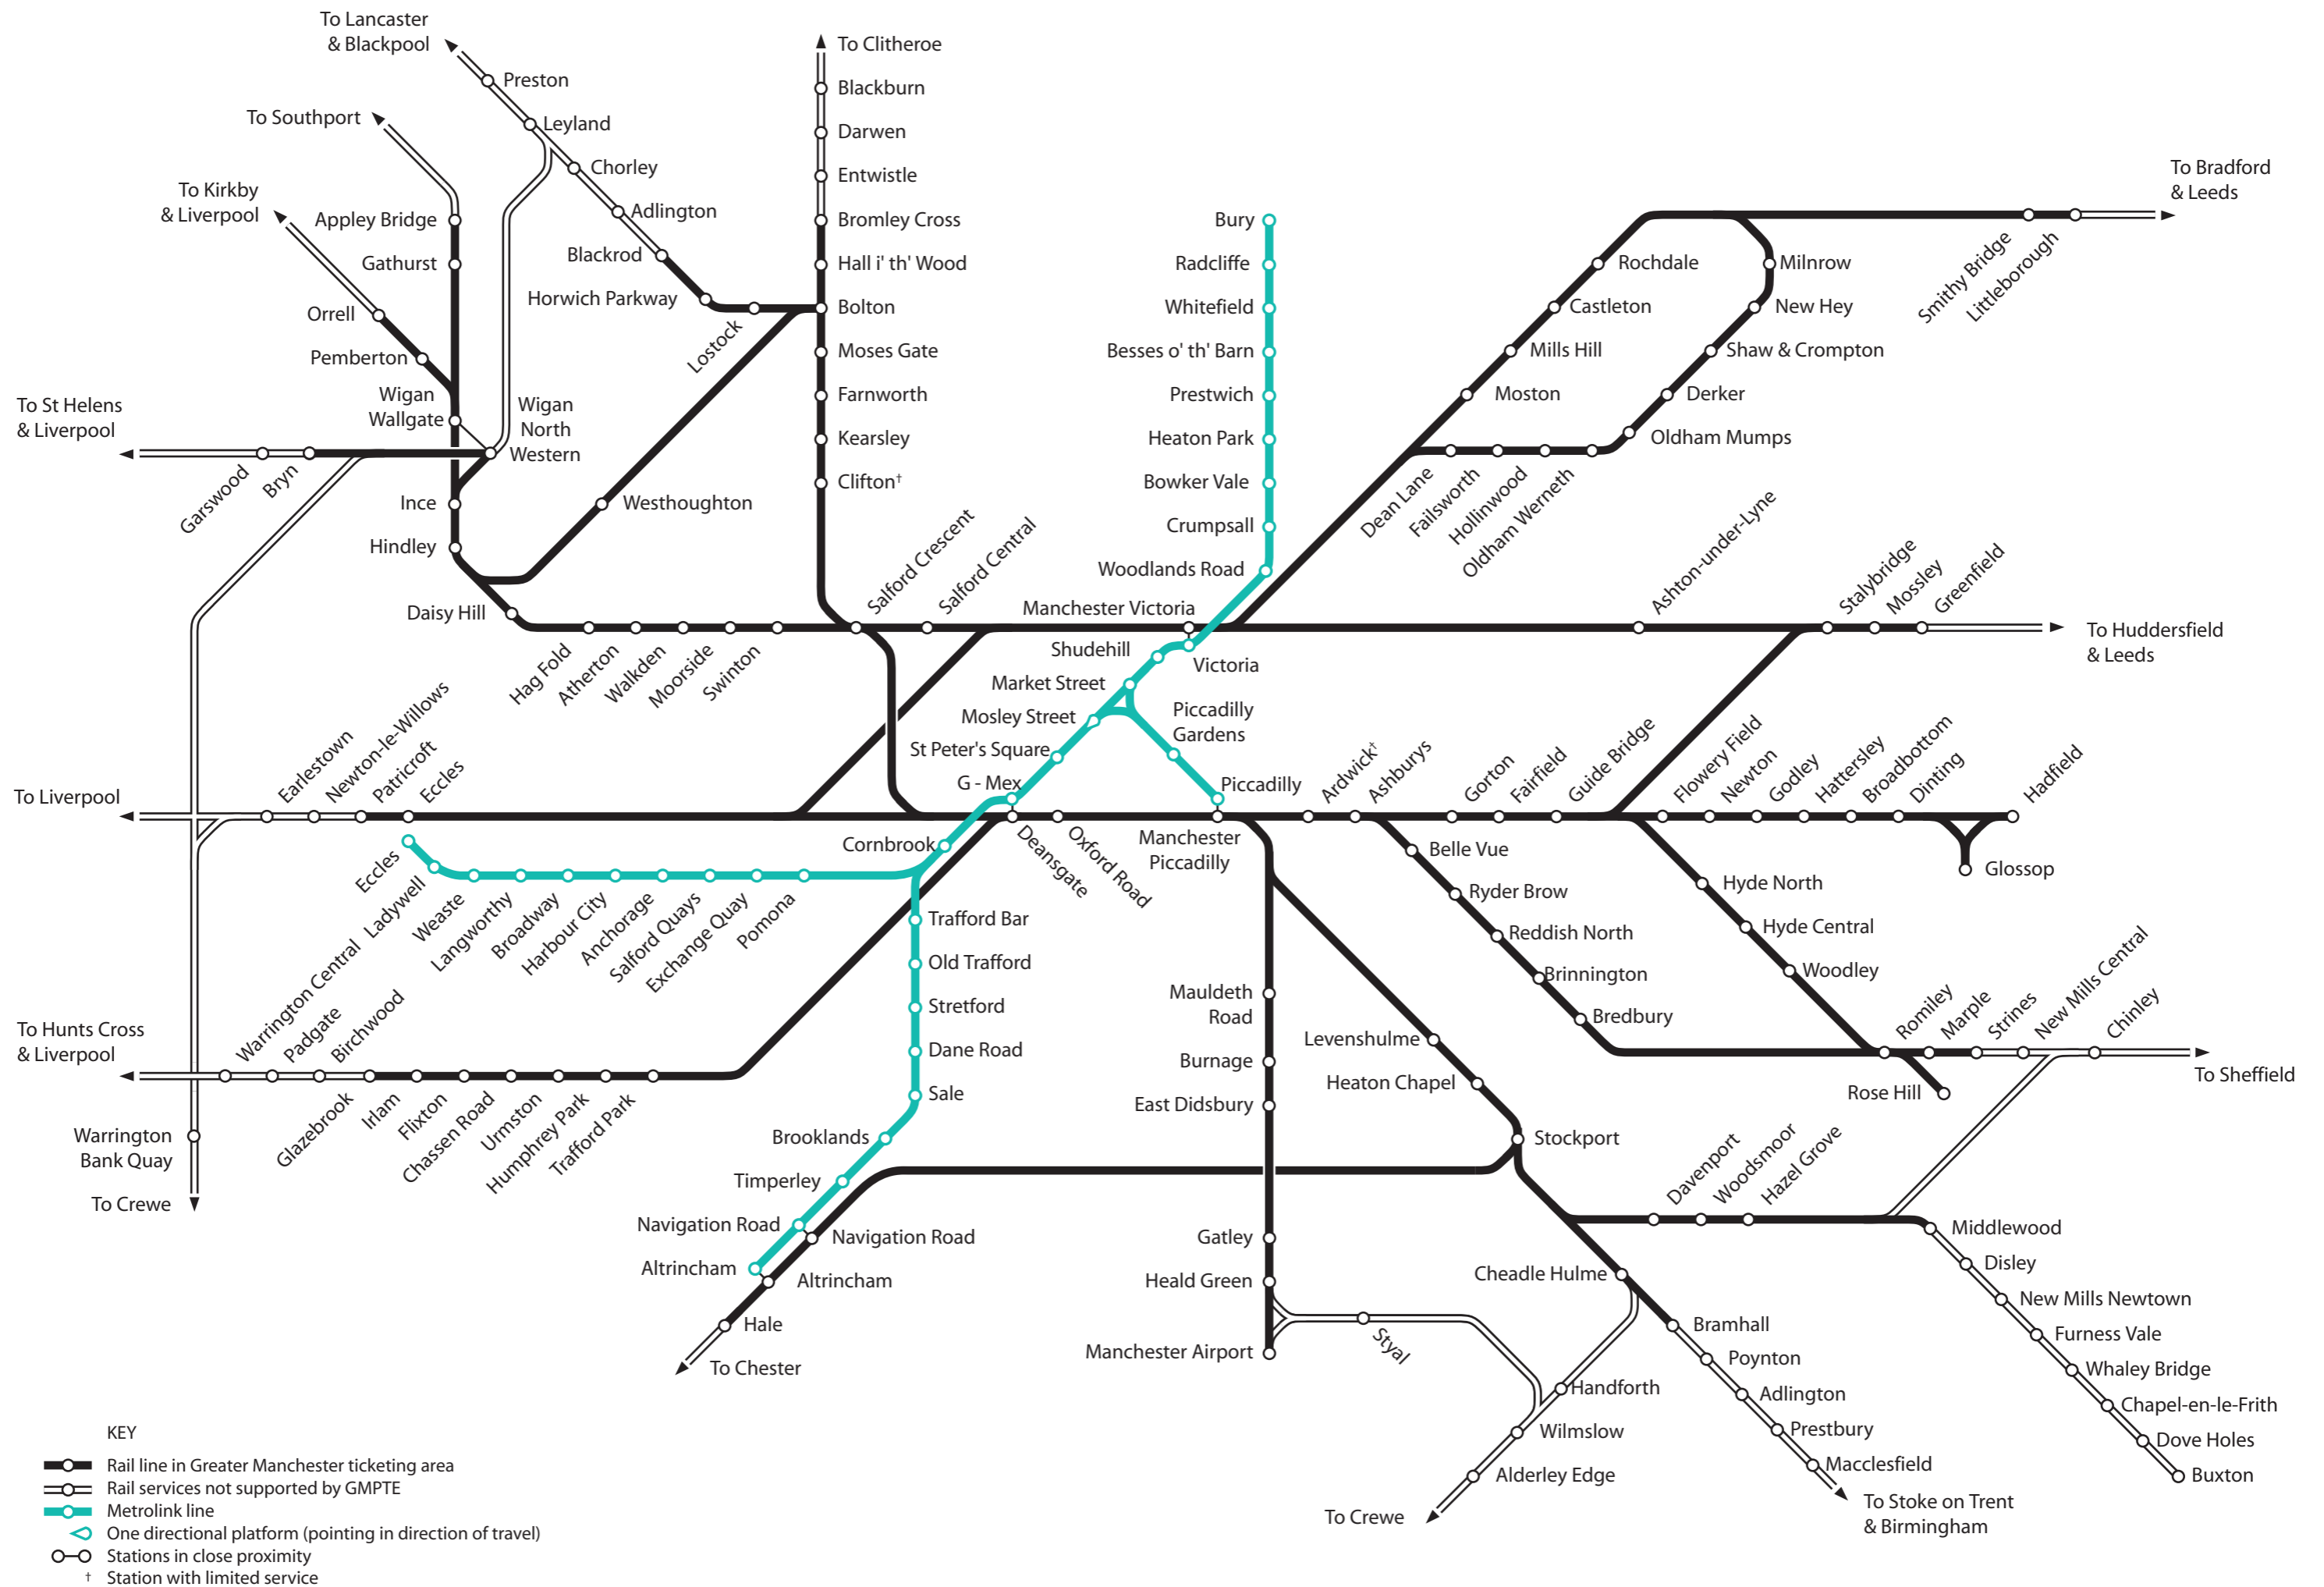 To Lancaster
& Blackpool
Preston
Leyland
Chorley
Adlington
Blackrod
Horwich Parkway
Lostock
To Southport
Appley Bridge
Gathurst
To Kirkby
& Liverpool
Orrell
Pemberton
Wigan
Wallgate
Wigan
North
Western
To St Helens
& Liverpool
Garswood
Bryn
Ince
Hindley
Westhoughton
Daisy Hill
Hag Fold
Atherton
Walkden
Moorside
Swinton
Salford Crescent
Salford Central
To Clitheroe
Blackburn
Darwen
Entwistle
Bromley Cross
Hall i' th' Wood
Bolton
Moses Gate
Farnworth
Kearsley
Clifton†
Bury
Radcliffe
Whitefield
Besses o' th' Barn
Prestwich
Heaton Park
Bowker Vale
Crumpsall
Woodlands Road
Manchester Victoria
Victoria
Shudehill
Market Street
Mosley Street
St Peter's Square
G - Mex
Piccadilly
Gardens
Piccadilly
To Bradford
& Leeds
Smithy Bridge
Littleborough
Rochdale
Castleton
Mills Hill
Moston
Milnrow
New Hey
Shaw & Crompton
Derker
Oldham Mumps
Dean Lane
Failsworth
Hollinwood
Oldham Werneth
Ashton-under-Lyne
Stalybridge
Mossley
Greenfield
To Huddersfield
& Leeds
To Liverpool
Earlestown
Newton-le-Willows
Patricroft
Eccles
Cornbrook
Deansgate
Oxford Road
Manchester
Piccadilly
Ardwick†
Ashburys
Gorton
Fairfield
Guide Bridge
Flowery Field
Newton
Godley
Hattersley
Broadbottom
Dinting
Hadfield
Glossop
Eccles
Ladywell
Weaste
Langworthy
Broadway
Harbour City
Anchorage
Salford Quays
Exchange Quay
Pomona
Trafford Bar
Old Trafford
Stretford
Dane Road
Sale
Brooklands
Timperley
Navigation Road
Altrincham
Navigation Road
Altrincham
Hale
To Chester
To Hunts Cross
& Liverpool
Warrington Central
Padgate
Birchwood
Glazebrook
Irlam
Flixton
Chassen Road
Urmston
Humphrey Park
Trafford Park
Warrington
Bank Quay
To Crewe
Belle Vue
Ryder Brow
Reddish North
Brinnington
Bredbury
Hyde North
Hyde Central
Woodley
Romiley
Marple
Strines
New Mills Central
Chinley
To Sheffield
Rose Hill
Mauldeth
Road
Burnage
East Didsbury
Gatley
Heald Green
Manchester Airport
Styal
Levenshulme
Heaton Chapel
Stockport
Davenport
Woodsmoor
Hazel Grove
Middlewood
Disley
New Mills Newtown
Furness Vale
Whaley Bridge
Chapel-en-le-Frith
Dove Holes
Buxton
Cheadle Hulme
Bramhall
Poynton
Adlington
Prestbury
Macclesfield
To Stoke on Trent
& Birmingham
Handforth
Wilmslow
Alderley Edge
To Crewe
KEY
Rail line in Greater Manchester ticketing area
Rail services not supported by GMPTE
Metrolink line
One directional platform (pointing in direction of travel)
Stations in close proximity
† Station with limited service